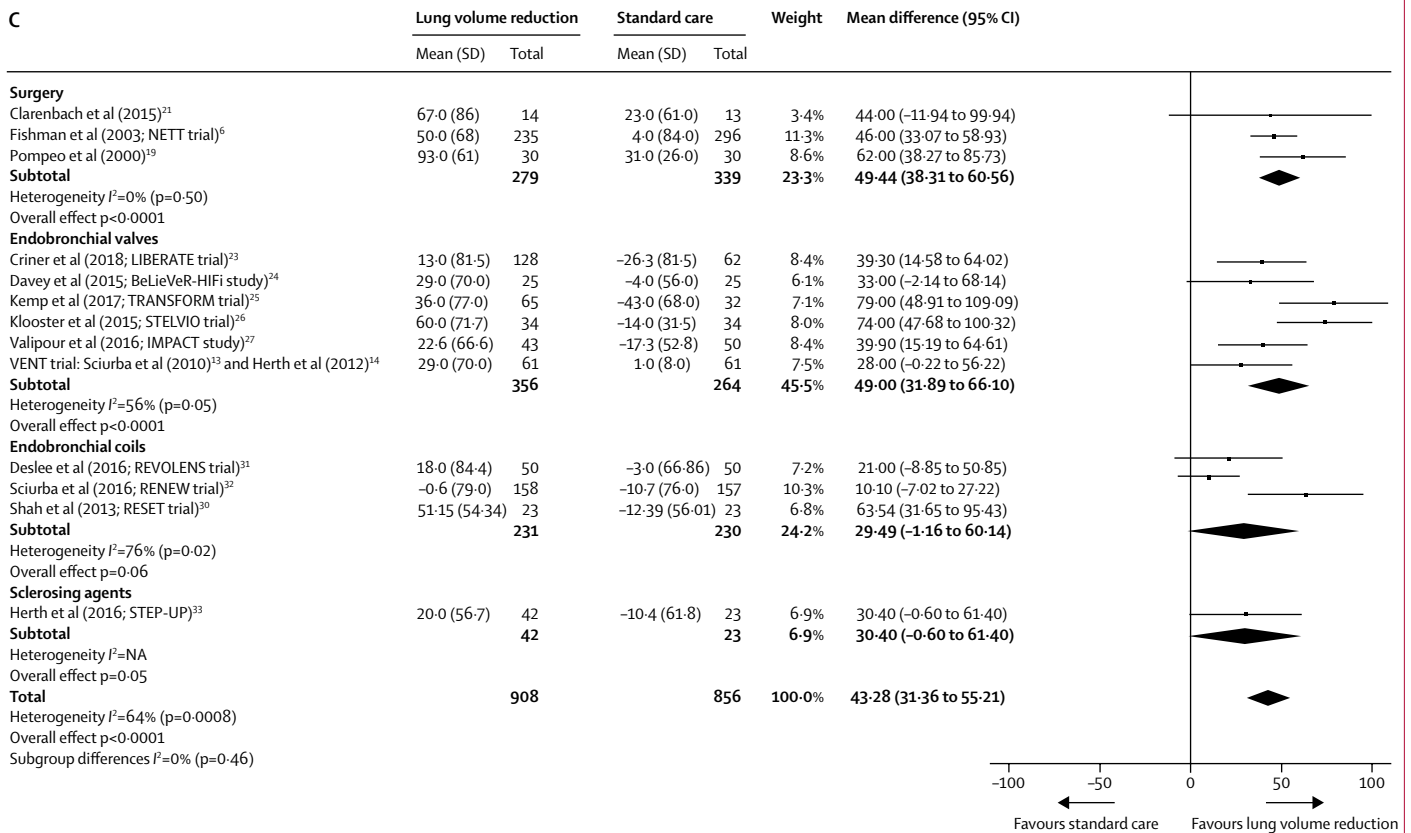 C
Lung volume reduction Standard care Weight Mean difference (95% CI)
Mean (SD) Total Mean (SD) Total
Surgery
Clarenbach et al (2015)²¹ 67·0 (86) 14 23·0 (61·0) 13 3·4% 44·00 (–11·94 to 99·94)
Fishman et al (2003; NETT trial)⁶ 50·0 (68) 235 4·0 (84·0) 296 11·3% 46·00 (33·07 to 58·93)
Pompeo et al (2000)¹⁹ 93·0 (61) 30 31·0 (26·0) 30 8·6% 62·00 (38·27 to 85·73)
Subtotal 279 339 23·3% 49·44 (38·31 to 60·56)
Heterogeneity I²=0% (p=0·50)
Overall effect p<0·0001
Endobronchial valves
Criner et al (2018; LIBERATE trial)²³ 13·0 (81·5) 128 –26·3 (81·5) 62 8·4% 39·30 (14·58 to 64·02)
Davey et al (2015; BeLieVeR-HIFi study)²⁴ 29·0 (70·0) 25 –4·0 (56·0) 25 6·1% 33·00 (–2·14 to 68·14)
Kemp et al (2017; TRANSFORM trial)²⁵ 36·0 (77·0) 65 –43·0 (68·0) 32 7·1% 79·00 (48·91 to 109·09)
Klooster et al (2015; STELVIO trial)²⁶ 60·0 (71·7) 34 –14·0 (31·5) 34 8·0% 74·00 (47·68 to 100·32)
Valipour et al (2016; IMPACT study)²⁷ 22·6 (66·6) 43 –17·3 (52·8) 50 8·4% 39·90 (15·19 to 64·61)
VENT trial: Sciurba et al (2010)¹³ and Herth et al (2012)¹⁴ 29·0 (70·0) 61 1·0 (8·0) 61 7·5% 28·00 (–0·22 to 56·22)
Subtotal 356 264 45·5% 49·00 (31·89 to 66·10)
Heterogeneity I²=56% (p=0·05)
Overall effect p<0·0001
Endobronchial coils
Deslee et al (2016; REVOLENS trial)³¹ 18·0 (84·4) 50 –3·0 (66·86) 50 7·2% 21·00 (–8·85 to 50·85)
Sciurba et al (2016; RENEW trial)³² –0·6 (79·0) 158 –10·7 (76·0) 157 10·3% 10·10 (–7·02 to 27·22)
Shah et al (2013; RESET trial)³⁰ 51·15 (54·34) 23 –12·39 (56·01) 23 6·8% 63·54 (31·65 to 95·43)
Subtotal 231 230 24·2% 29·49 (–1·16 to 60·14)
Heterogeneity I²=76% (p=0·02)
Overall effect p=0·06
Sclerosing agents
Herth et al (2016; STEP-UP)³³ 20·0 (56·7) 42 –10·4 (61·8) 23 6·9% 30·40 (–0·60 to 61·40)
Subtotal 42 23 6·9% 30·40 (–0·60 to 61·40)
Heterogeneity I²=NA
Overall effect p=0·05
Total 908 856 100·0% 43·28 (31·36 to 55·21)
Heterogeneity I²=64% (p=0·0008)
Overall effect p<0·0001
Subgroup differences I²=0% (p=0·46)
–100 –50 0 50 100
Favours standard care Favours lung volume reduction